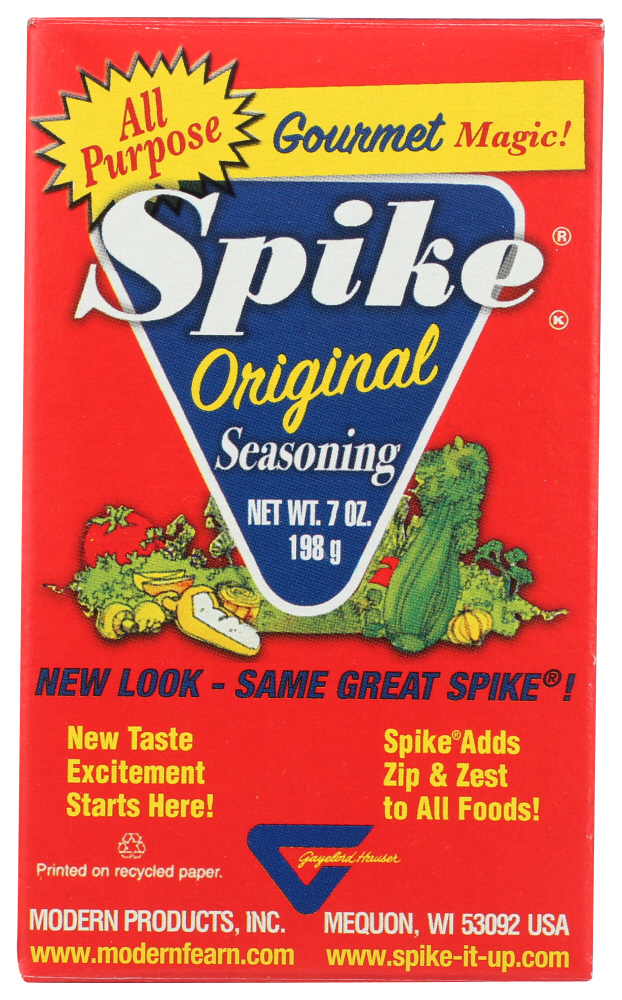 All
Purpose
Gourmet Magic!
Spike®
Ⓚ
Original
Seasoning
NET WT. 7 OZ.
198 g
NEW LOOK - SAME GREAT SPIKE®!
New Taste
Excitement
Starts Here!
Spike® Adds
Zip & Zest
to All Foods!
Gayelord Hauser
Printed on recycled paper.
MODERN PRODUCTS, INC. MEQUON, WI 53092 USA
www.modernfearn.com www.spike-it-up.com